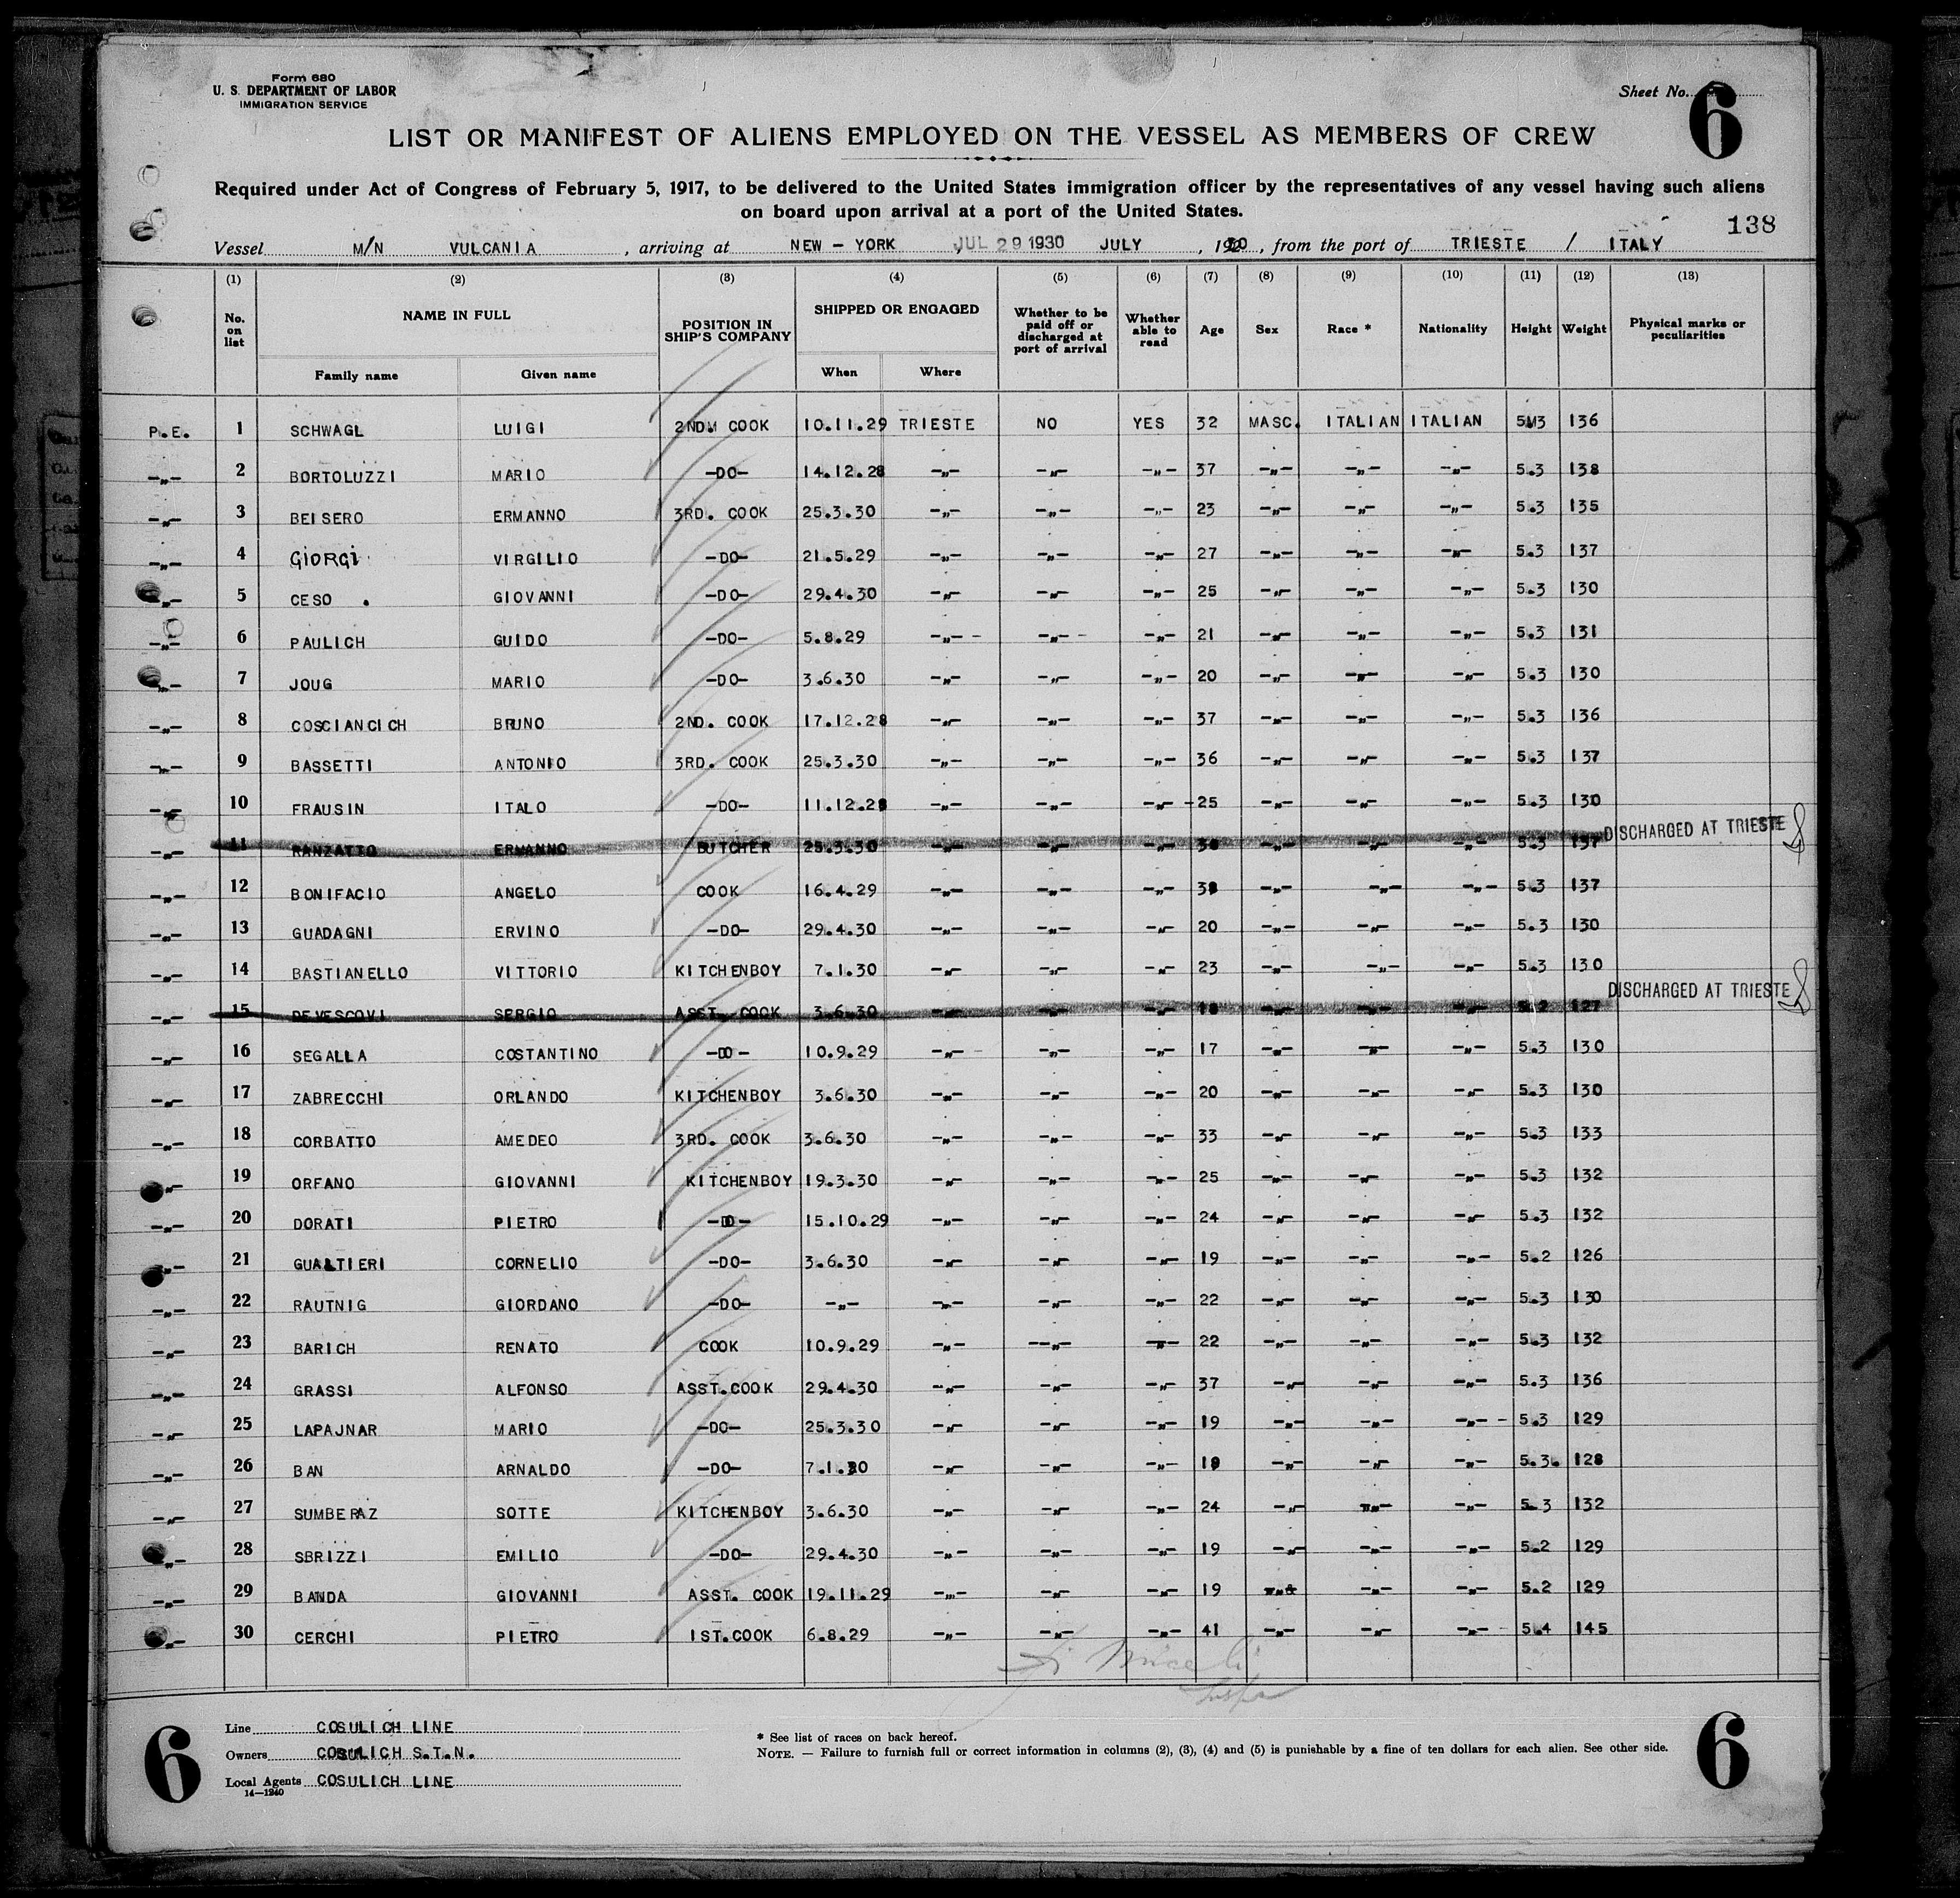 Form 680
U. S. DEPARTMENT OF LABOR
IMMIGRATION SERVICE
Sheet No. 6
LIST OR MANIFEST OF ALIENS EMPLOYED ON THE VESSEL AS MEMBERS OF CREW
Required under Act of Congress of February 5, 1917, to be delivered to the United States immigration officer by the representatives of any vessel having such aliens
on board upon arrival at a port of the United States.
138
Vessel M/N VULCANIA , arriving at NEW - YORK JUL 29 1930 JULY , 1930 , from the port of TRIESTE / ITALY
(1) (2) (3) (4) (5) (6) (7) (8) (9) (10) (11) (12) (13)
No. on list NAME IN FULL POSITION IN SHIP'S COMPANY SHIPPED OR ENGAGED Whether to be paid off or discharged at port of arrival Whether able to read Age Sex Race * Nationality Height Weight Physical marks or peculiarities
Family name Given name When Where
P.E. 1 SCHWAGL LUIGI 2ND. COOK 10.11.29 TRIESTE NO YES 32 MASC. ITALIAN ITALIAN 5.3 136
-„- 2 BORTOLUZZI MARIO -DO- 14.12.28 -„- -„- -„- 37 -„- -„- -„- 5.3 138
-„- 3 BEISERO ERMANNO 3RD. COOK 25.3.30 -„- -„- -„- 23 -„- -„- -„- 5.3 135
-„- 4 GIORGI VIRGILIO -DO- 21.5.29 -„- -„- -„- 27 -„- -„- -„- 5.3 137
-„- 5 CESO . GIOVANNI -DO- 29.4.30 -„- -„- -„- 25 -„- -„- -„- 5.3 130
-„- 6 PAULICH GUIDO -DO- 5.8.29 -„- -„- -„- 21 -„- -„- -„- 5.3 131
-„- 7 JOUG MARIO -DO- 3.6.30 -„- -„- -„- 20 -„- -„- -„- 5.3 130
-„- 8 COSCIANCICH BRUNO 2ND. COOK 17.12.28 -„- -„- -„- 37 -„- -„- -„- 5.3 136
-„- 9 BASSETTI ANTONIO 3RD. COOK 25.3.30 -„- -„- -„- 36 -„- -„- -„- 5.3 137
-„- 10 FRAUSIN ITALO -DO- 11.12.28 -„- -„- -„- 25 -„- -„- -„- 5.3 130
-„- 11 RANZATTO ERMANNO BUTCHER 25.3.30 -„- -„- -„- -„- -„- -„- 5.3 137 DISCHARGED AT TRIESTE
-„- 12 BONIFACIO ANGELO COOK 16.4.29 -„- -„- -„- 38 -„- -„- -„- 5.3 137
-„- 13 GUADAGNI ERVINO -DO- 29.4.30 -„- -„- -„- 20 -„- -„- -„- 5.3 130
-„- 14 BASTIANELLO VITTORIO KITCHENBOY 7.1.30 -„- -„- -„- 23 -„- -„- -„- 5.3 130
-„- 15 DEVESCOVI SERGIO ASST. COOK 3.6.30 -„- -„- -„- 18 -„- -„- -„- 5.2 127 DISCHARGED AT TRIESTE
-„- 16 SEGALLA COSTANTINO -DO- 10.9.29 -„- -„- -„- 17 -„- -„- -„- 5.3 130
-„- 17 ZABRECCHI ORLANDO KITCHENBOY 3.6.30 -„- -„- -„- 20 -„- -„- -„- 5.3 130
-„- 18 CORBATTO AMEDEO 3RD. COOK 3.6.30 -„- -„- -„- 33 -„- -„- -„- 5.3 133
-„- 19 ORFANO GIOVANNI KITCHENBOY 19.3.30 -„- -„- -„- 25 -„- -„- -„- 5.3 132
-„- 20 DORATI PIETRO -DO- 15.10.29 -„- -„- -„- 24 -„- -„- -„- 5.3 132
-„- 21 GUALTIERI CORNELIO -DO- 3.6.30 -„- -„- -„- 19 -„- -„- -„- 5.2 126
-„- 22 RAUTNIG GIORDANO -DO- -„- -„- -„- -„- 22 -„- -„- -„- 5.3 130
-„- 23 BARICH RENATO COOK 10.9.29 -„- -„- -„- 22 -„- -„- -„- 5.3 132
-„- 24 GRASSI ALFONSO ASST.COOK 29.4.30 -„- -„- -„- 37 -„- -„- -„- 5.3 136
-„- 25 LAPAJNAR MARIO -DO- 25.3.30 -„- -„- -„- 19 -„- -„- -„- 5.3 129
-„- 26 BAN ARNALDO -DO- 7.1.30 -„- -„- -„- 18 -„- -„- -„- 5.3. 128
-„- 27 SUMBERAZ SOTTE KITCHENBOY 3.6.30 -„- -„- -„- 24 -„- -„- -„- 5.3 132
-„- 28 SBRIZZI EMILIO -DO- 29.4.30 -„- -„- -„- 19 -„- -„- -„- 5.2 129
-„- 29 BANDA GIOVANNI ASST. COOK 19.11.29 -„- -„- -„- 19 -„- -„- -„- 5.2 129
-„- 30 CERCHI PIETRO 1ST.COOK 6.8.29 -„- -„- -„- 41 -„- -„- -„- 5.4 145
Line COSULICH LINE
Owners COSULICH S.T.N.
Local Agents COSULICH LINE
14—1240
* See list of races on back hereof.
NOTE. — Failure to furnish full or correct information in columns (2), (3), (4) and (5) is punishable by a fine of ten dollars for each alien. See other side.
6
6